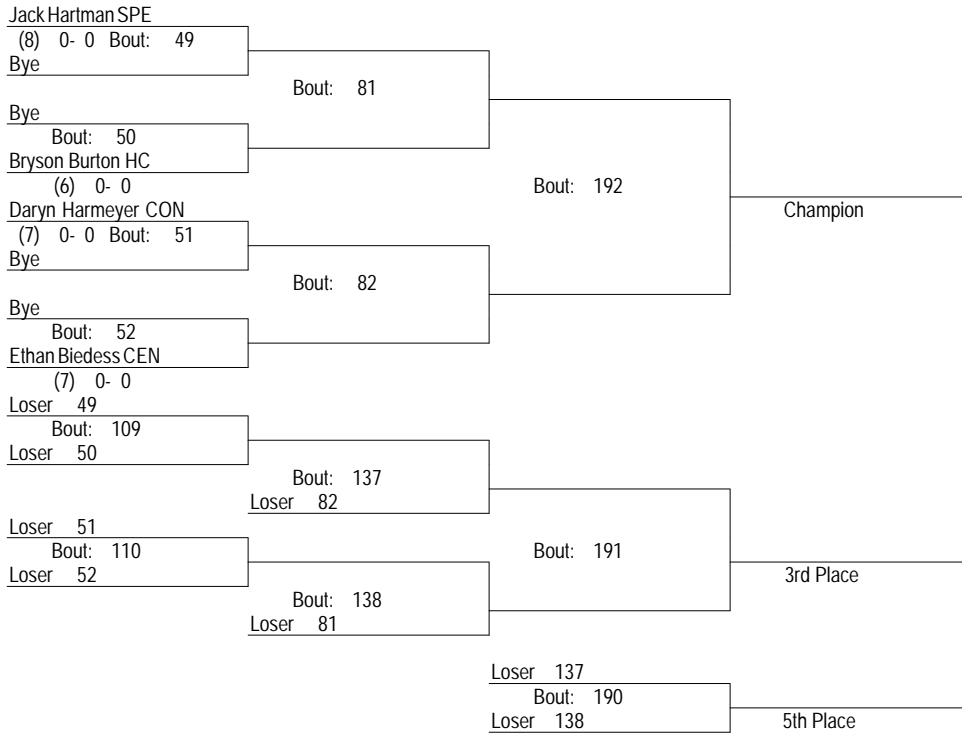 Jack Hartman SPE
(8) 0- 0 Bout: 49
Bye
Bout: 81
Bye
Bout: 50
Bryson Burton HC
(6) 0- 0
Bout: 192
Daryn Harmeyer CON
Champion
(7) 0- 0 Bout: 51
Bye
Bout: 82
Bye
Bout: 52
Ethan Biedess CEN
(7) 0- 0
Loser 49
Bout: 109
Loser 50
Bout: 137
Loser 82
Loser 51
Bout: 110
Bout: 191
Loser 52
3rd Place
Bout: 138
Loser 81
Loser 137
Bout: 190
Loser 138
5th Place